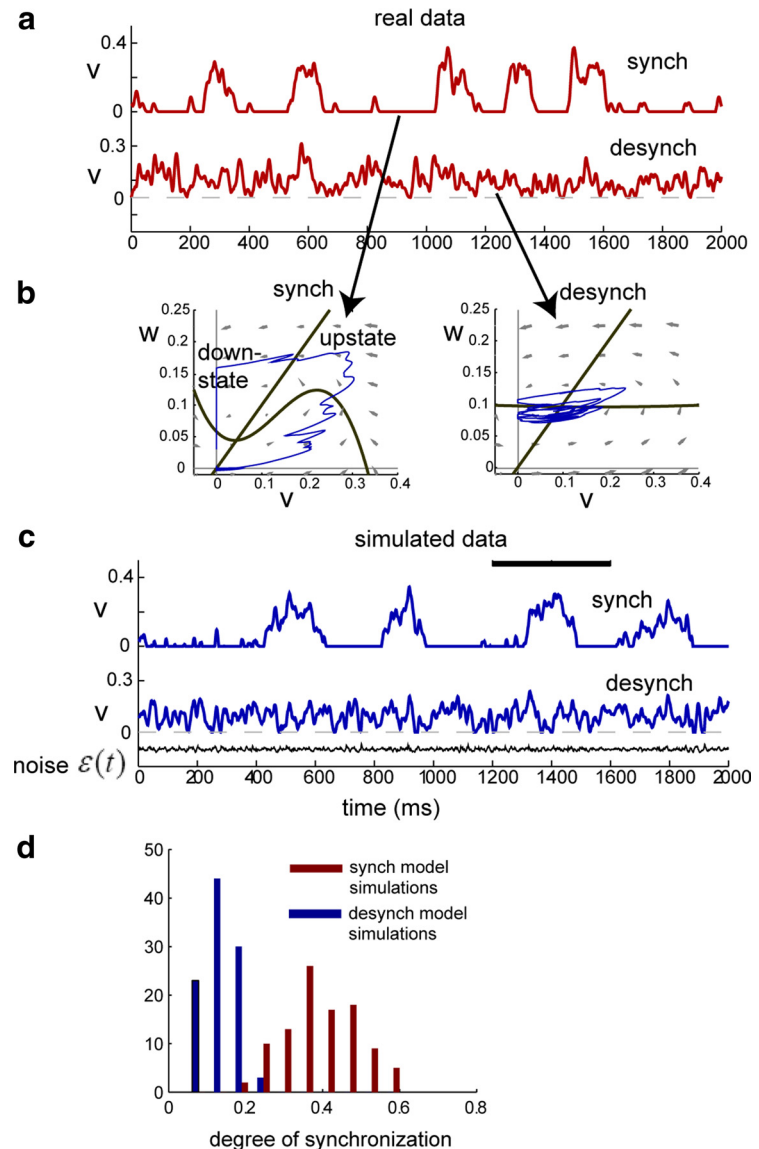 a
real data
0.4
v
0
synch
0.3
v
0
desynch
0 200 400 600 800 1000 1200 1400 1600 1800 2000
b
synch
desynch
0.25
0.2
0.15
0.1
0.05
0
w
upstate
down-
state
0 0.1 0.2 0.3 0.4
v
0.25
0.2
0.15
0.1
0.05
0
w
0 0.1 0.2 0.3 0.4
v
c
simulated data
0.4
v
0
synch
0.3
v
0
desynch
noise ε(t)
0 200 400 600 800 1000 1200 1400 1600 1800 2000
time (ms)
d
50
40
30
20
10
0
synch model
simulations
desynch model
simulations
0 0.2 0.4 0.6 0.8
degree of synchronization